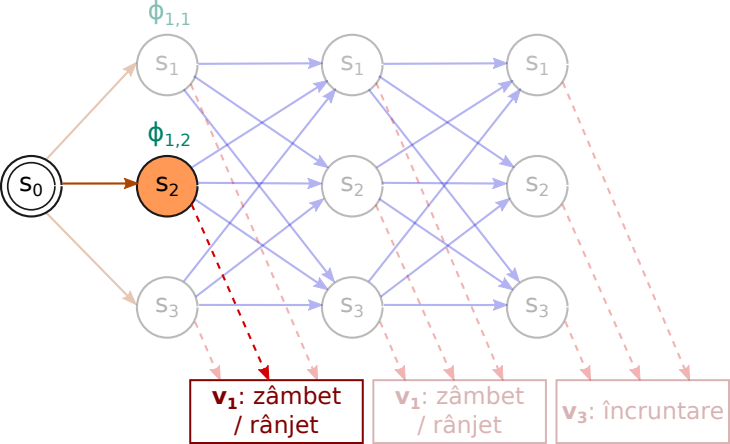 ϕ1,1
s1 s1 s1
ϕ1,2
s0 s2 s2 s2
s3 s3 s3
v1: zâmbet
/ rânjet
v1: zâmbet
/ rânjet
v3: încruntare